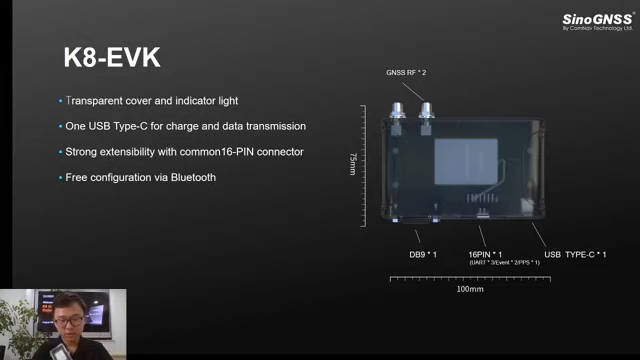 SinoGNSS®
By ComNav Technology Ltd.
K8-EVK
Transparent cover and indicator light
One USB Type-C for charge and data transmission
Strong extensibility with common16-PIN connector
Free configuration via Bluetooth
GNSS RF * 2
75mm
DB9 * 1
16PIN * 1
(UART * 3/Event * 2/PPS * 1)
USB TYPE-C * 1
100mm